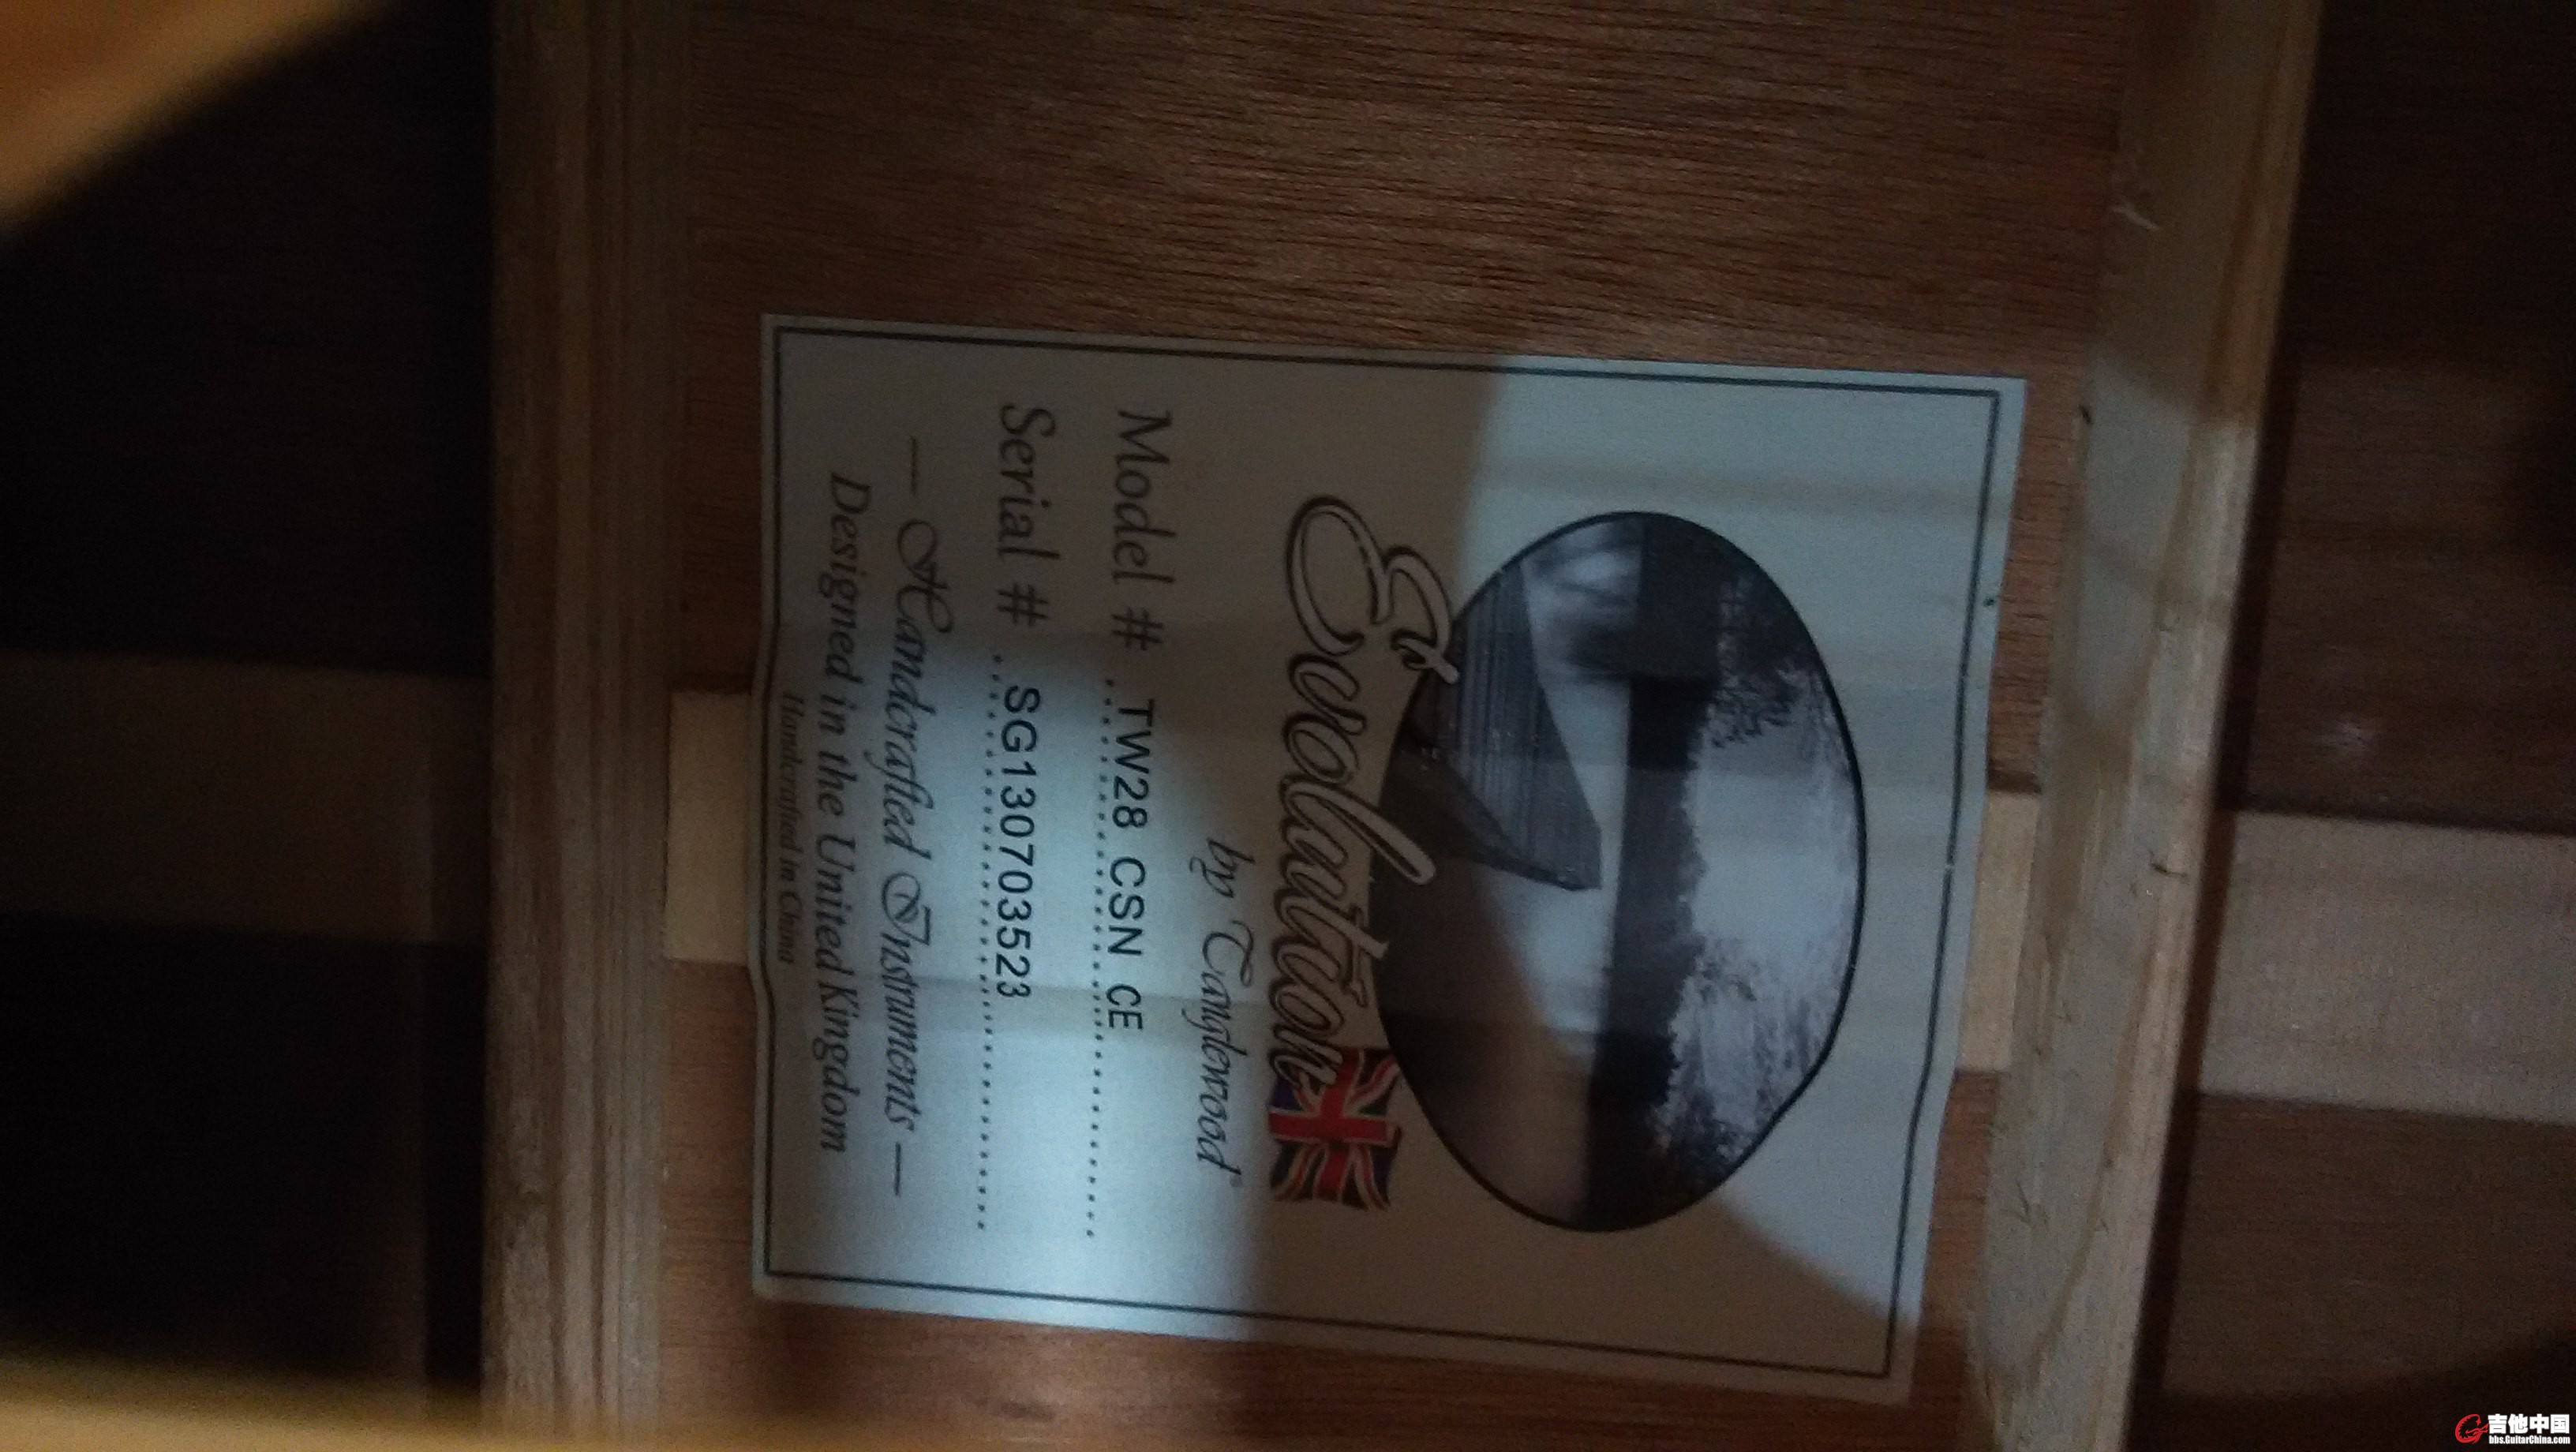 Evolution
by Tanglewood
Model # TW28 CSN CE
Serial # SG130703523
— Handcrafted Instruments —
Designed in the United Kingdom
Handcrafted in China
吉他中国
bbs.GuitarChina.com